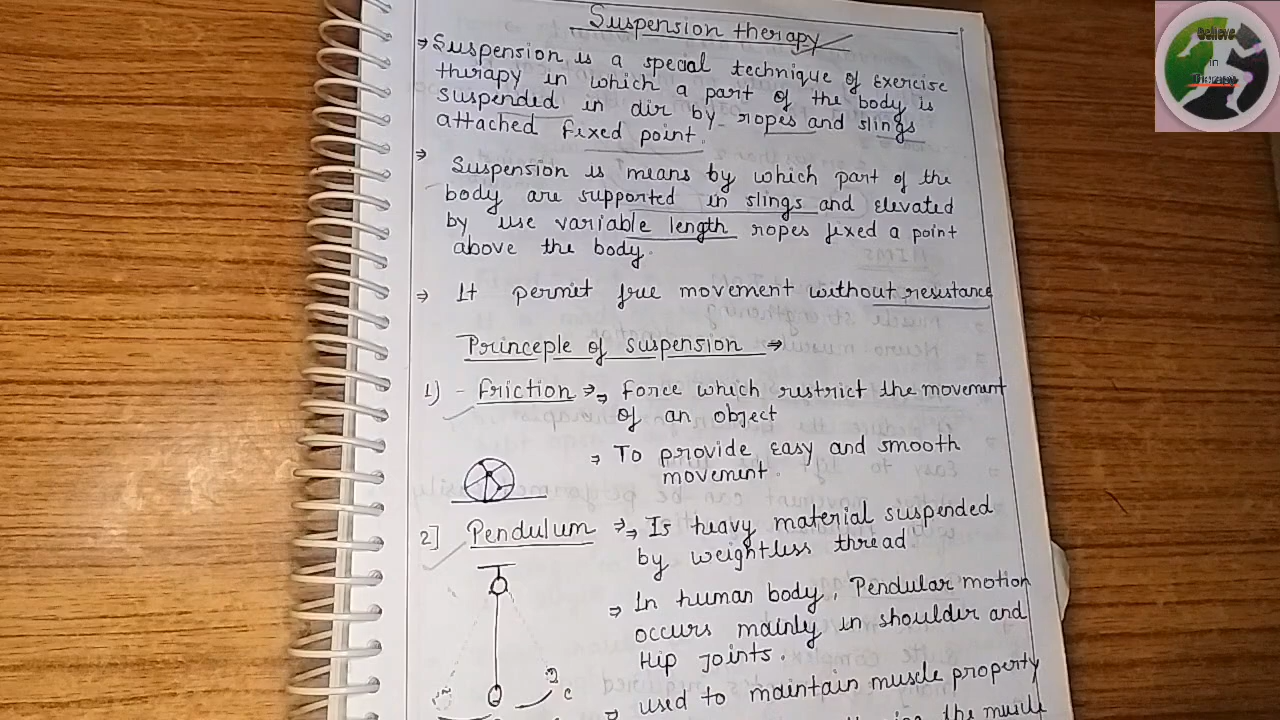 Suspension therapy
⇒ Suspension is a special technique of Exercise
therapy in which a part of the body is
suspended in air by ropes and slings
attached fixed point.
⇒ Suspension is means by which part of the
body are supported in slings and elevated
by use variable length ropes fixed a point
above the body.
⇒ It permit free movement without resistance
Princeple of suspension ⇒
1) - friction ⇒⇒ force which restrict the movement
of an object
⇒ To provide easy and smooth
movement.
2] Pendulum ⇒⇒ Is heavy material suspended
by weightless thread
⇒ In human body, Pendular motion
occurs mainly in shoulder and
Hip Joints.
⇒ used to maintain muscle property
the muscle
Believe
in
therapy